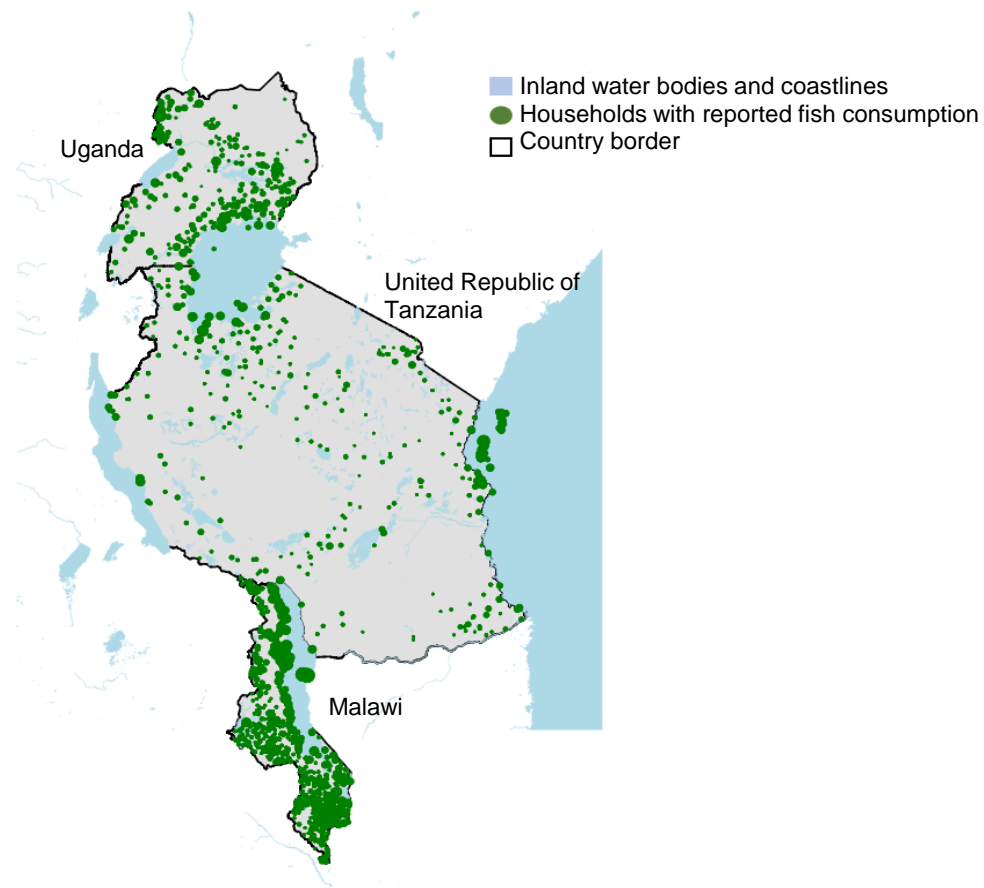 Inland water bodies and coastlines
Households with reported fish consumption
Country border
Uganda
United Republic of
Tanzania
Malawi